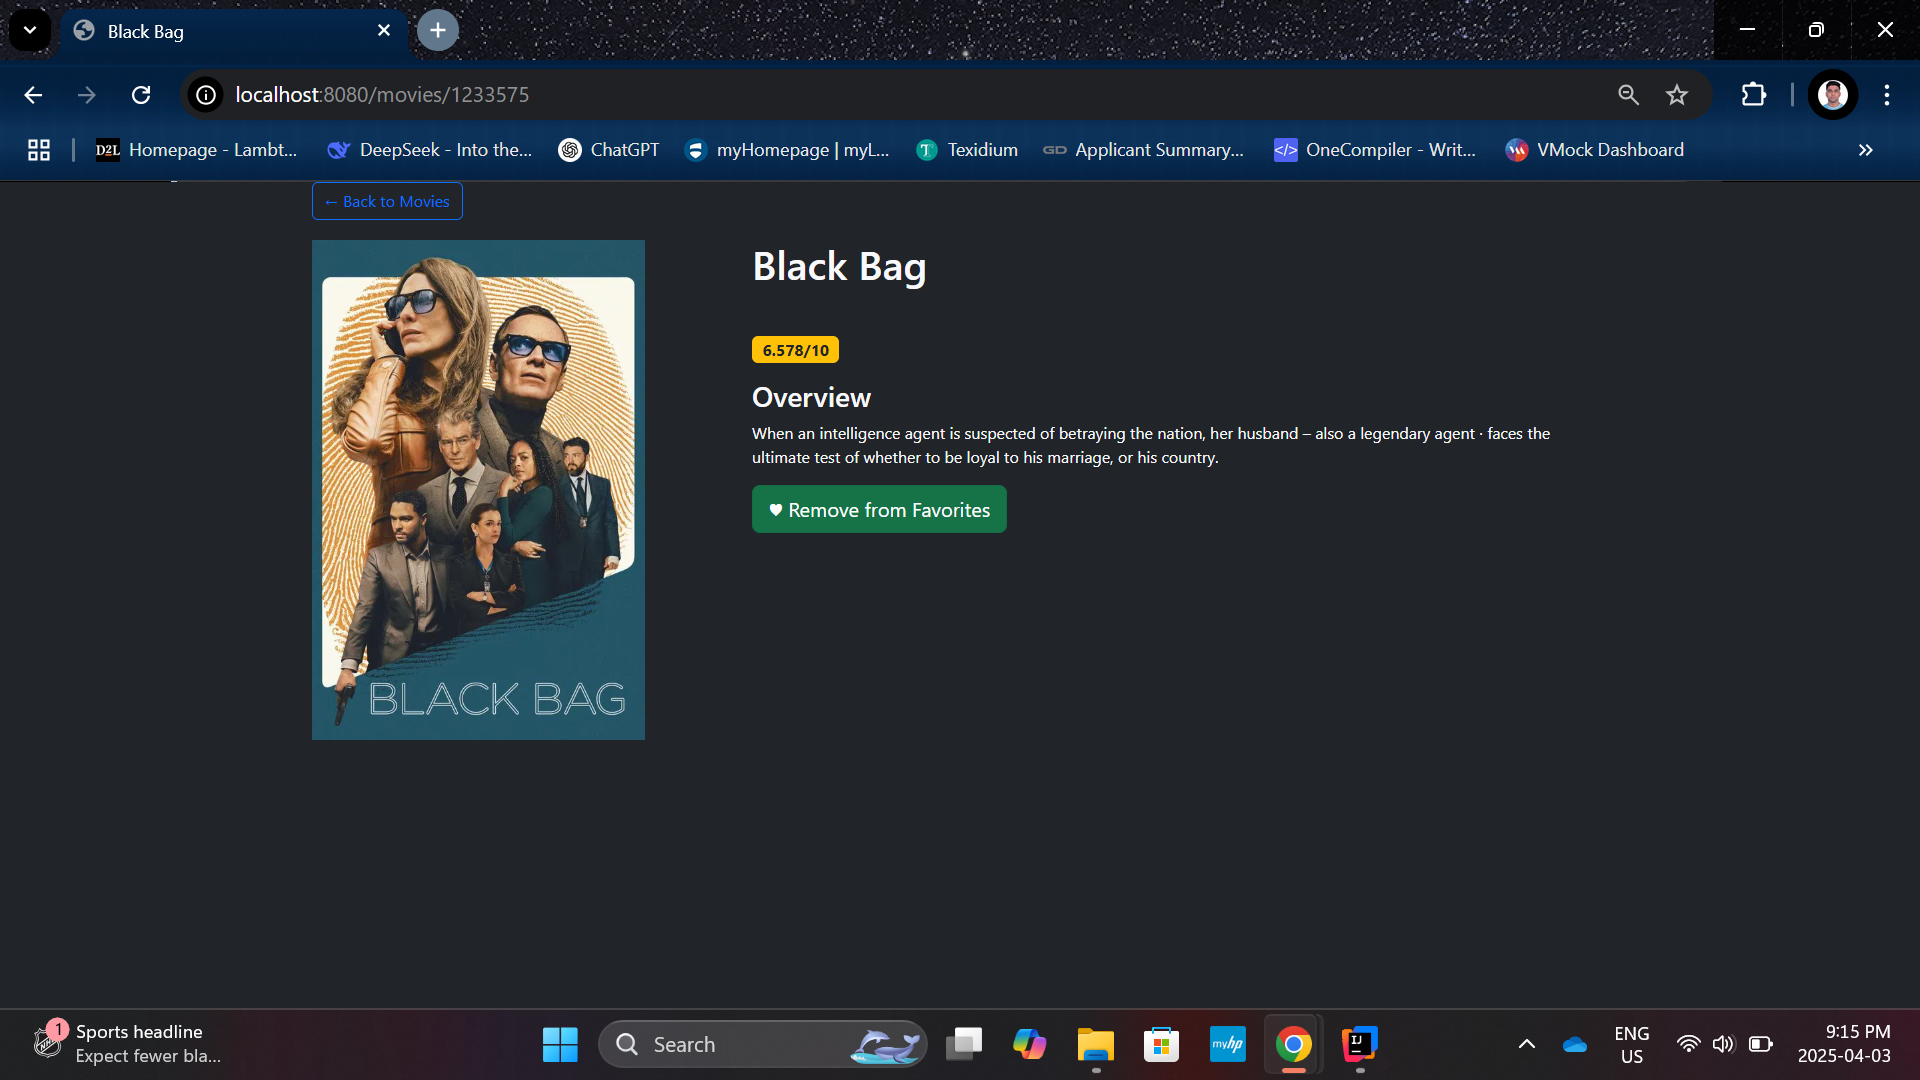 Black Bag
localhost:8080/movies/1233575
D2L Homepage - Lambt...
DeepSeek - Into the...
ChatGPT
myHomepage | myL...
T Texidium
GD Applicant Summary...
</> OneCompiler - Writ...
VMock Dashboard
← Back to Movies
BLACK BAG
Black Bag
6.578/10
Overview
When an intelligence agent is suspected of betraying the nation, her husband – also a legendary agent · faces the
ultimate test of whether to be loyal to his marriage, or his country.
♥ Remove from Favorites
1
Sports headline
Expect fewer bla...
Search
myhp
IJ
ENG
US
9:15 PM
2025-04-03